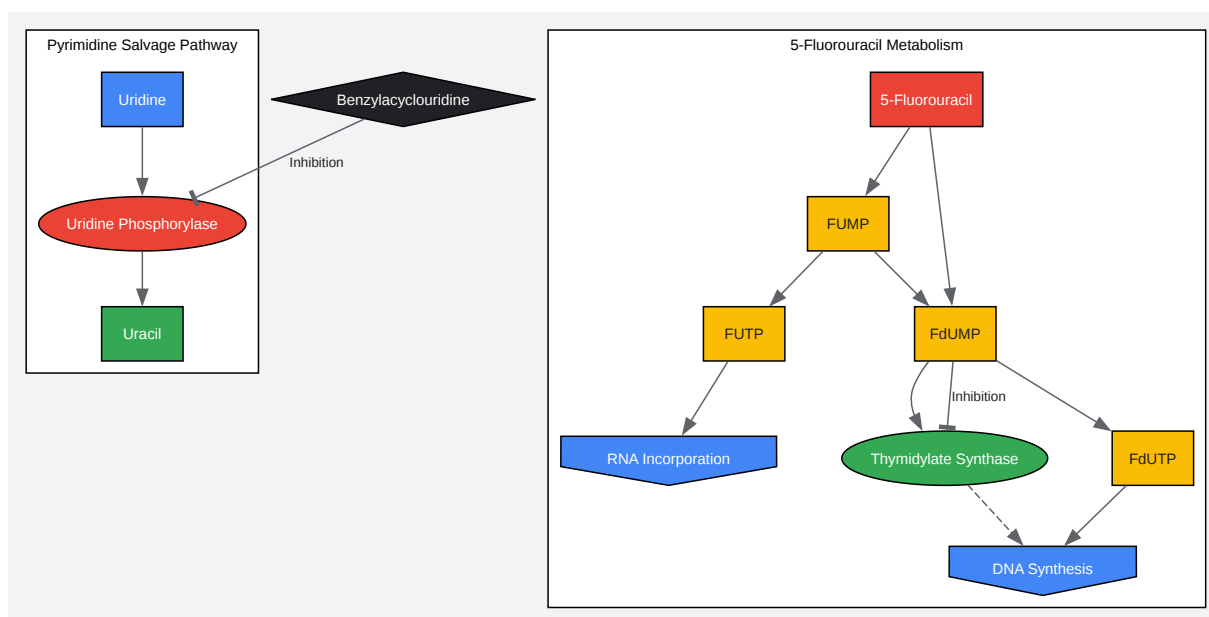 Pyrimidine Salvage Pathway
Uridine
Uridine Phosphorylase
Uracil
Benzylacyclouridine
Inhibition
5-Fluorouracil Metabolism
5-Fluorouracil
FUMP
FUTP
FdUMP
Inhibition
RNA Incorporation
Thymidylate Synthase
FdUTP
DNA Synthesis